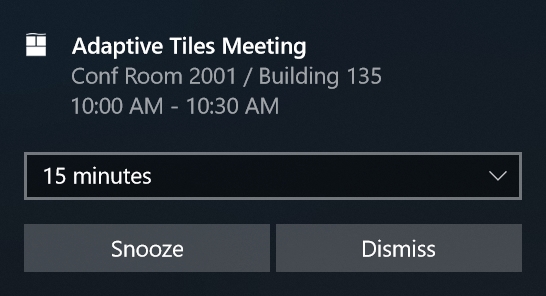 Adaptive Tiles Meeting
Conf Room 2001 / Building 135
10:00 AM - 10:30 AM
15 minutes
Snooze
Dismiss